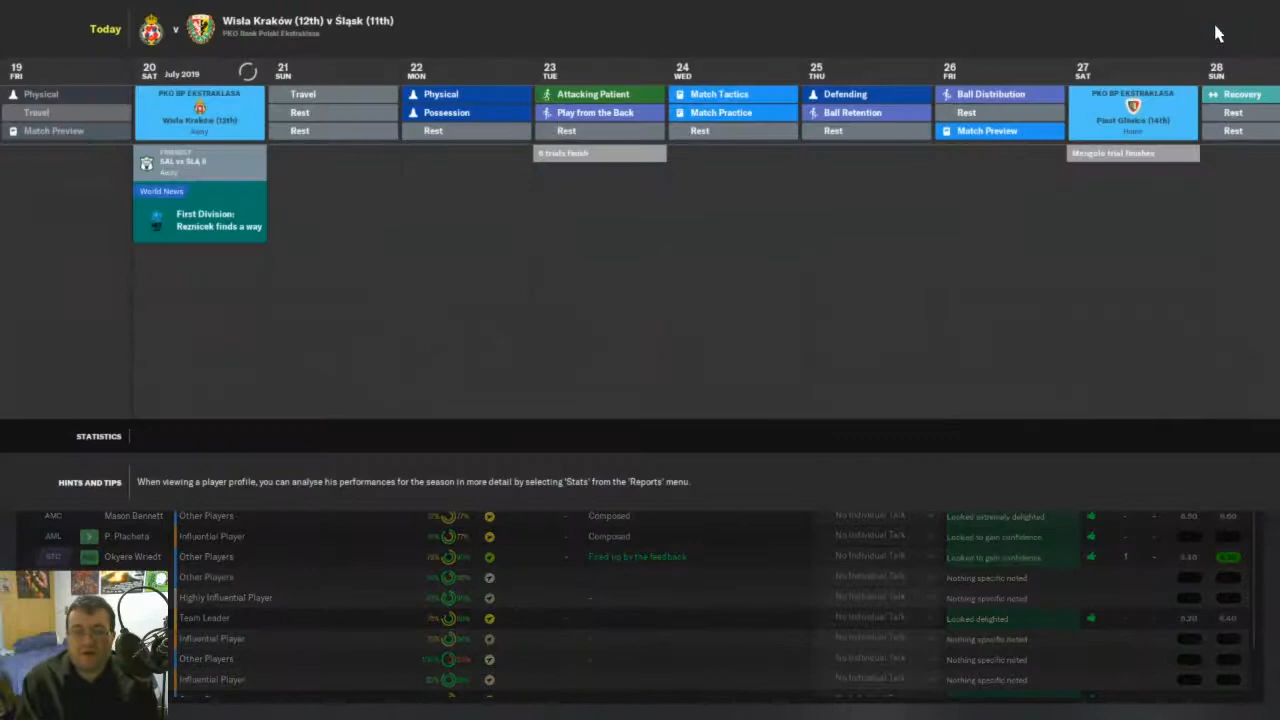 Today
v
Wisła Kraków (12th) v Śląsk (11th)
PKO Bank Polski Ekstraklasa
19 FRI
20 SAT July 2019
21 SUN
22 MON
23 TUE
24 WED
25 THU
26 FRI
27 SAT
28 SUN
Physical
PKO BP EKSTRAKLASA
Travel
Physical
Attacking Patient
Match Tactics
Defending
Ball Distribution
PKO BP EKSTRAKLASA
Recovery
Travel
Wisła Kraków (12th)
Rest
Possession
Play from the Back
Match Practice
Ball Retention
Rest
Piast Gliwice (14th)
Rest
Match Preview
Away
Rest
Rest
Rest
Rest
Rest
Match Preview
Home
Rest
FRIENDLY
SAL vs ŚLĄ II
Away
6 trials finish
Mengolo trial finishes
World News
First Division:
Reznicek finds a way
STATISTICS
HINTS AND TIPS
When viewing a player profile, you can analyse his performances for the season in more detail by selecting 'Stats' from the 'Reports' menu.
AMC Mason Bennett Other Players - Composed No Individual Talk Looked extremely delighted - - 6.50 6.60
AML P. Płacheta Influential Player - Composed No Individual Talk Looked to gain confidence
STC Okyere Wriedt Other Players - Fired up by the feedback No Individual Talk Looked to gain confidence
Other Players No Individual Talk Nothing specific noted
Highly Influential Player - No Individual Talk Nothing specific noted
Team Leader No Individual Talk Looked delighted 6.20 6.40
Influential Player No Individual Talk Nothing specific noted
Other Players No Individual Talk Nothing specific noted
Influential Player No Individual Talk Nothing specific noted